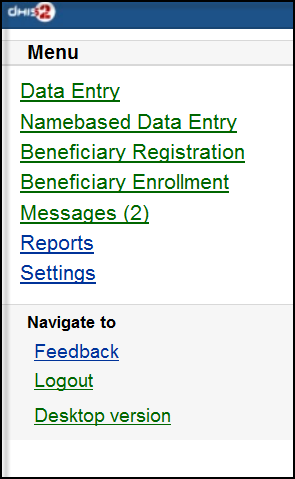 dhis2
Menu
Data Entry
Namebased Data Entry
Beneficiary Registration
Beneficiary Enrollment
Messages (2)
Reports
Settings
Navigate to
Feedback
Logout
Desktop version